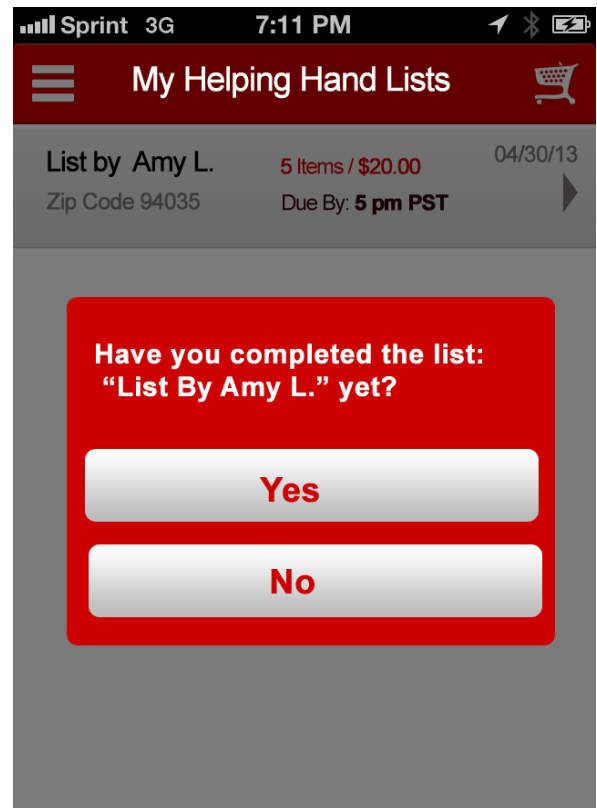 Sprint 3G 7:11 PM
My Helping Hand Lists
List by Amy L. 5 Items / $20.00 04/30/13
Zip Code 94035 Due By: 5 pm PST
Have you completed the list:
“List By Amy L.” yet?
Yes
No